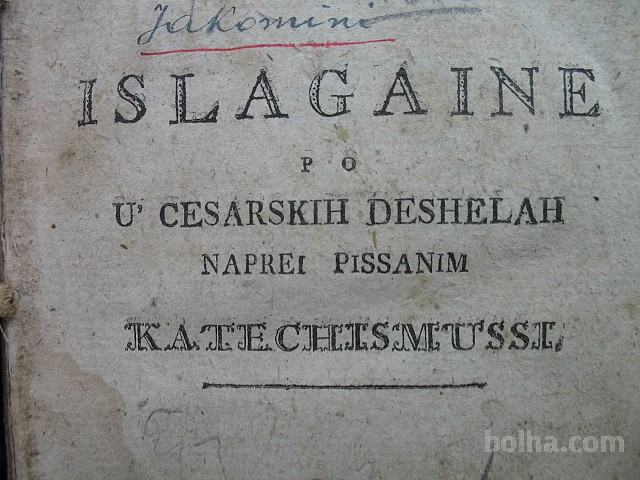 Jakomini
ISLAGAINE
PO
U' CESARSKIH DESHELAH
NAPREI PISSANIM
KATECHISMUSSI.
bolha.com